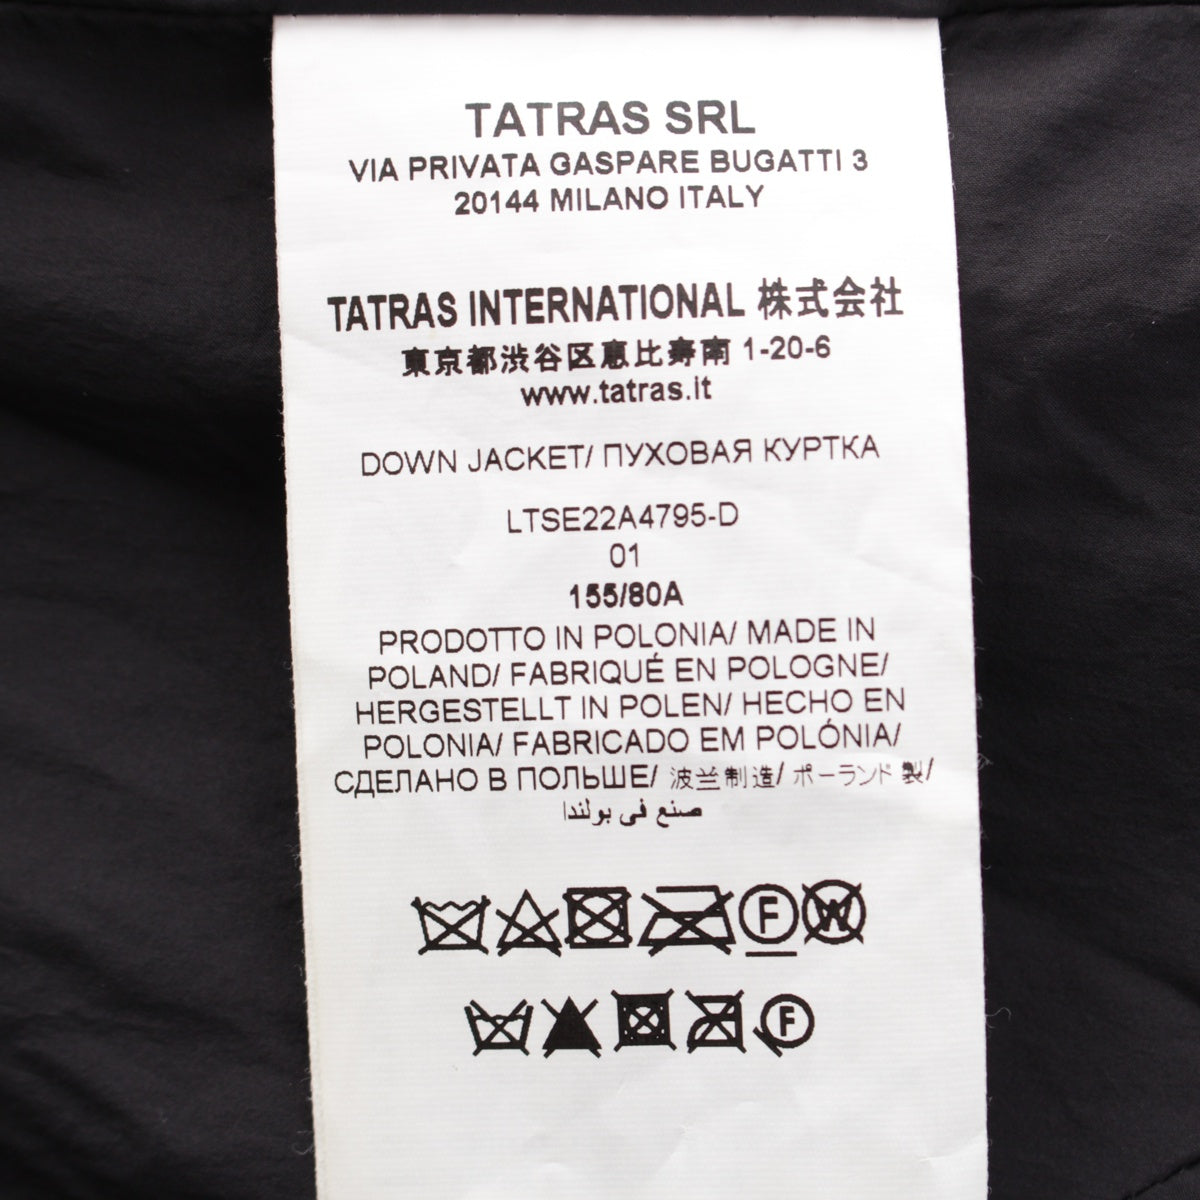 TATRAS SRL
VIA PRIVATA GASPARE BUGATTI 3
20144 MILANO ITALY
TATRAS INTERNATIONAL 株式会社
東京都渋谷区恵比寿南 1-20-6
www.tatras.it
DOWN JACKET/ ПУХОВАЯ КУРТКА
LTSE22A4795-D
01
155/80A
PRODOTTO IN POLONIA/ MADE IN
POLAND/ FABRIQUÉ EN POLOGNE/
HERGESTELLT IN POLEN/ HECHO EN
POLONIA/ FABRICADO EM POLÓNIA/
СДЕЛАНО В ПОЛЬШЕ/ 波兰制造/ ポーランド 製/
صنع في بولندا
F W
F